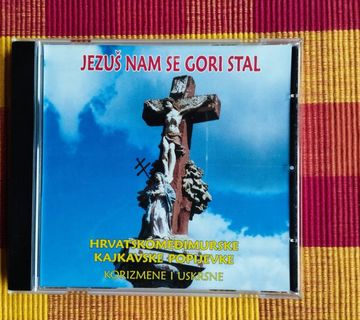 JEZUŠ NAM SE GORI STAL
HRVATSKOMEĐIMURSKE
KAJKAVSKE POPIJEVKE
KORIZMENE I USKRSNE